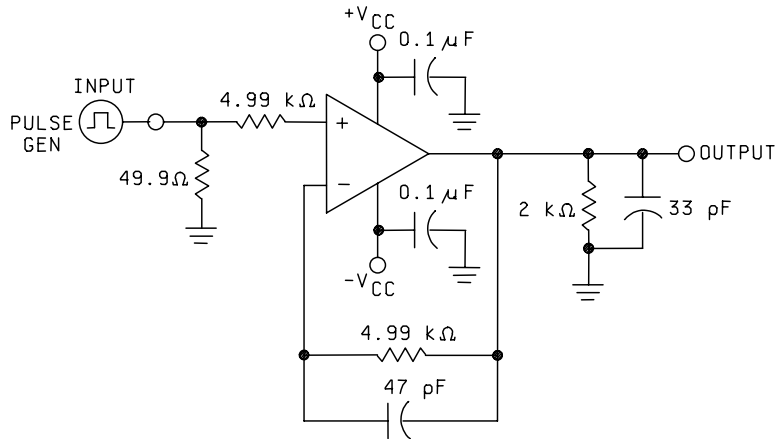 +VCC
0.1 μF
INPUT
4.99 kΩ
PULSE
GEN
+
OUTPUT
49.9Ω
−
0.1 μF
2 kΩ
33 pF
−VCC
4.99 kΩ
47 pF